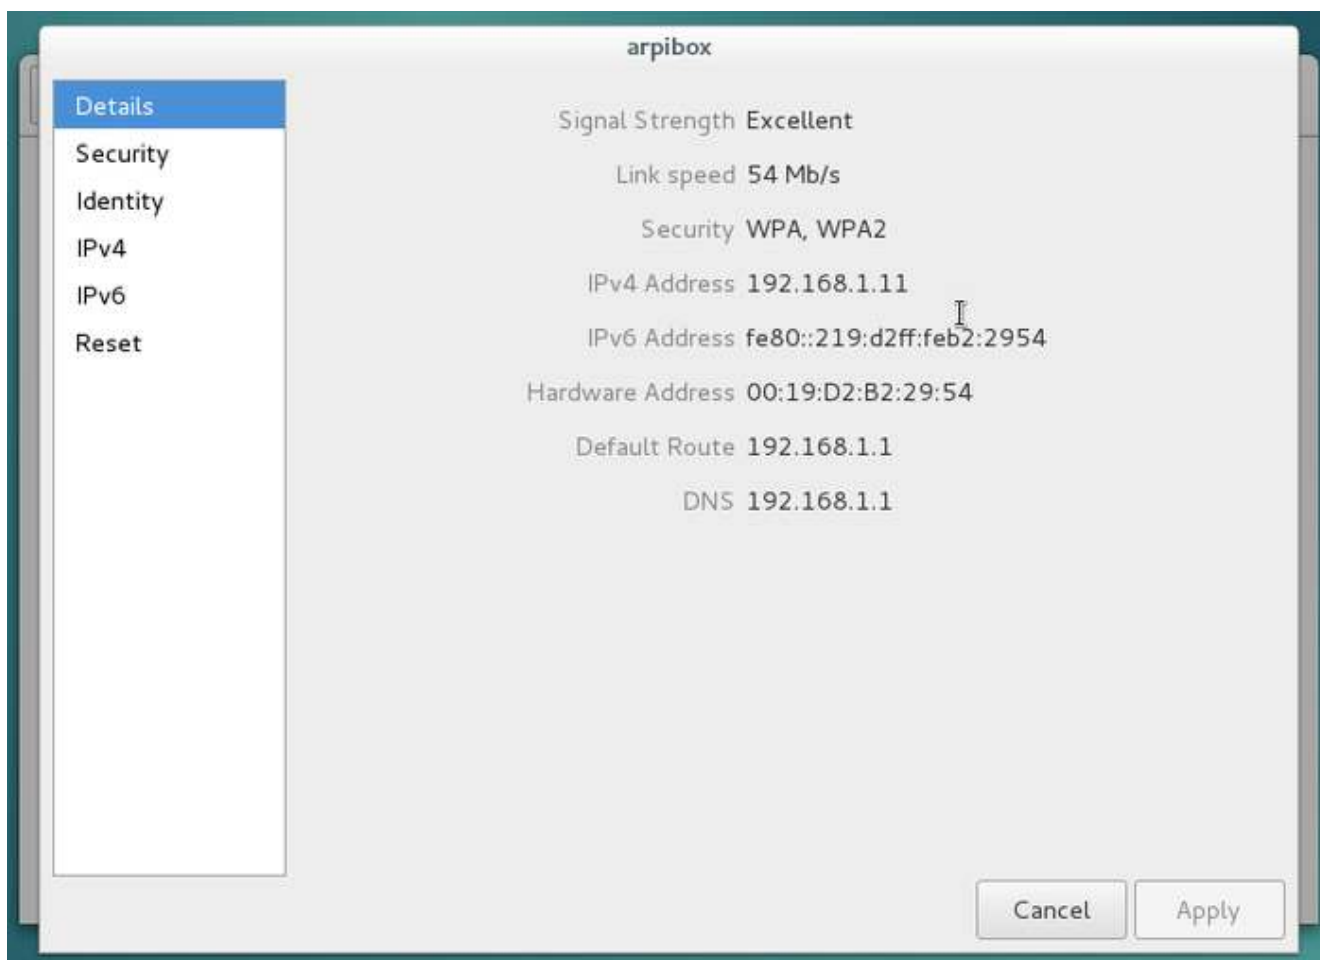 arpibox
Details
Security
Identity
IPv4
IPv6
Reset
Signal Strength Excellent
Link speed 54 Mb/s
Security WPA, WPA2
IPv4 Address 192.168.1.11
IPv6 Address fe80::219:d2ff:feb2:2954
Hardware Address 00:19:D2:B2:29:54
Default Route 192.168.1.1
DNS 192.168.1.1
Cancel
Apply